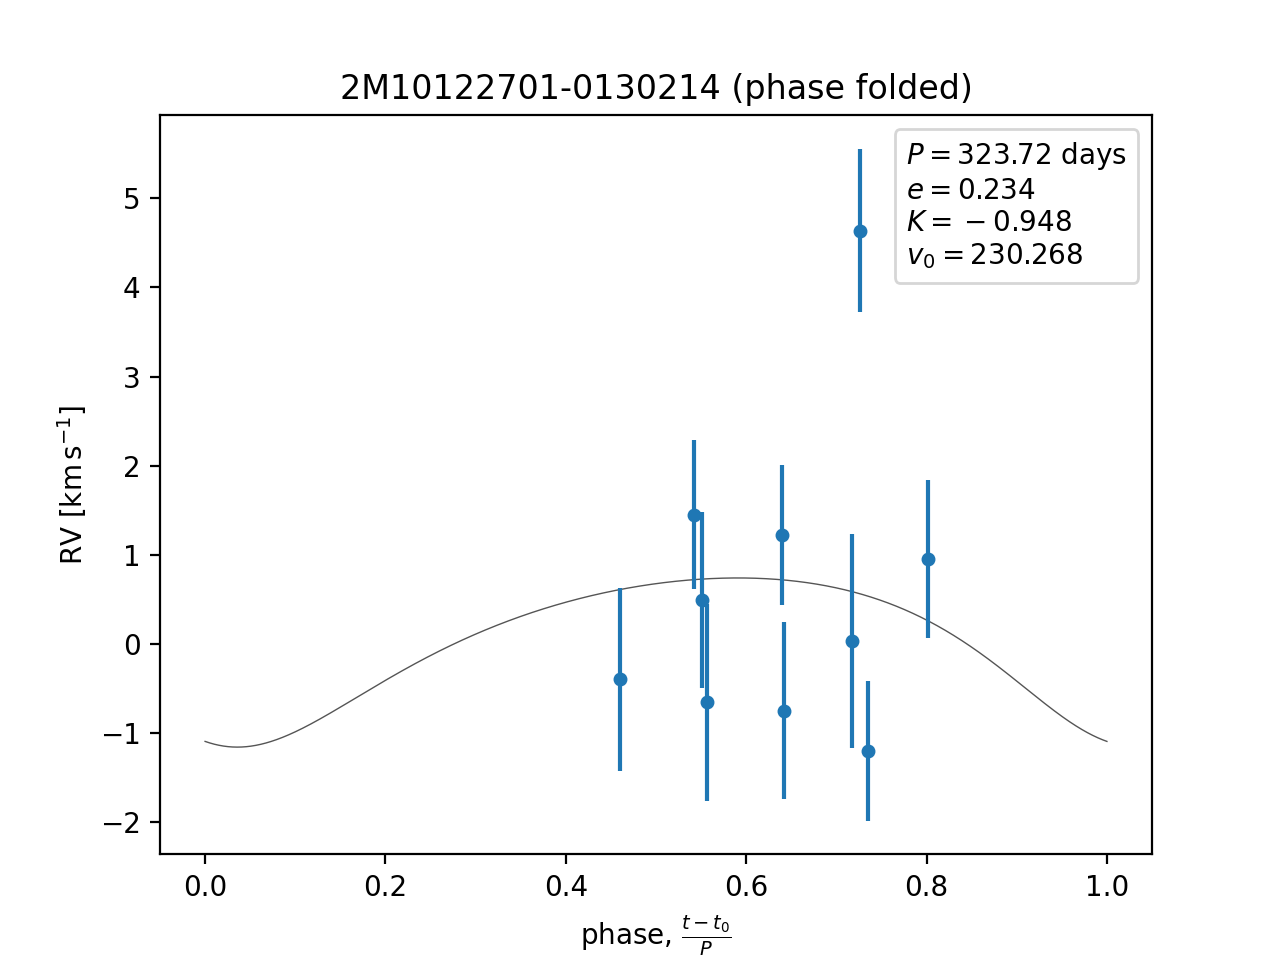 2M10122701-0130214 (phase folded)
P = 323.72 days
e = 0.234
K = −0.948
v₀ = 230.268
RV [km s⁻¹]
5
4
3
2
1
0
−1
−2
0.0 0.2 0.4 0.6 0.8 1.0
phase, (t − t₀)/P